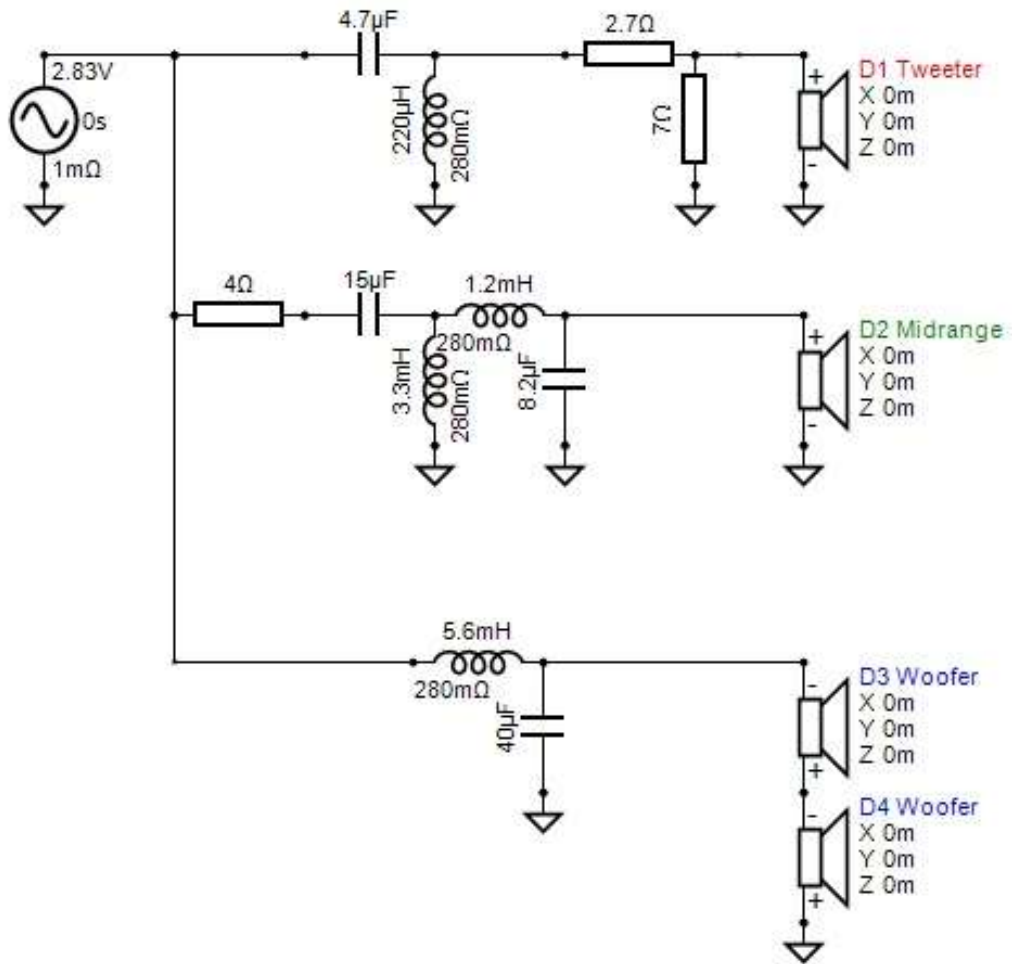 4.7µF
2.7Ω
2.83V
0s
1mΩ
220µH
280mΩ
7Ω
+
D1 Tweeter
X 0m
Y 0m
Z 0m
-
4Ω
15µF
1.2mH
280mΩ
3.3mH
280mΩ
8.2µF
+
D2 Midrange
X 0m
Y 0m
Z 0m
-
5.6mH
280mΩ
40µF
-
D3 Woofer
X 0m
Y 0m
Z 0m
+
-
D4 Woofer
X 0m
Y 0m
Z 0m
+